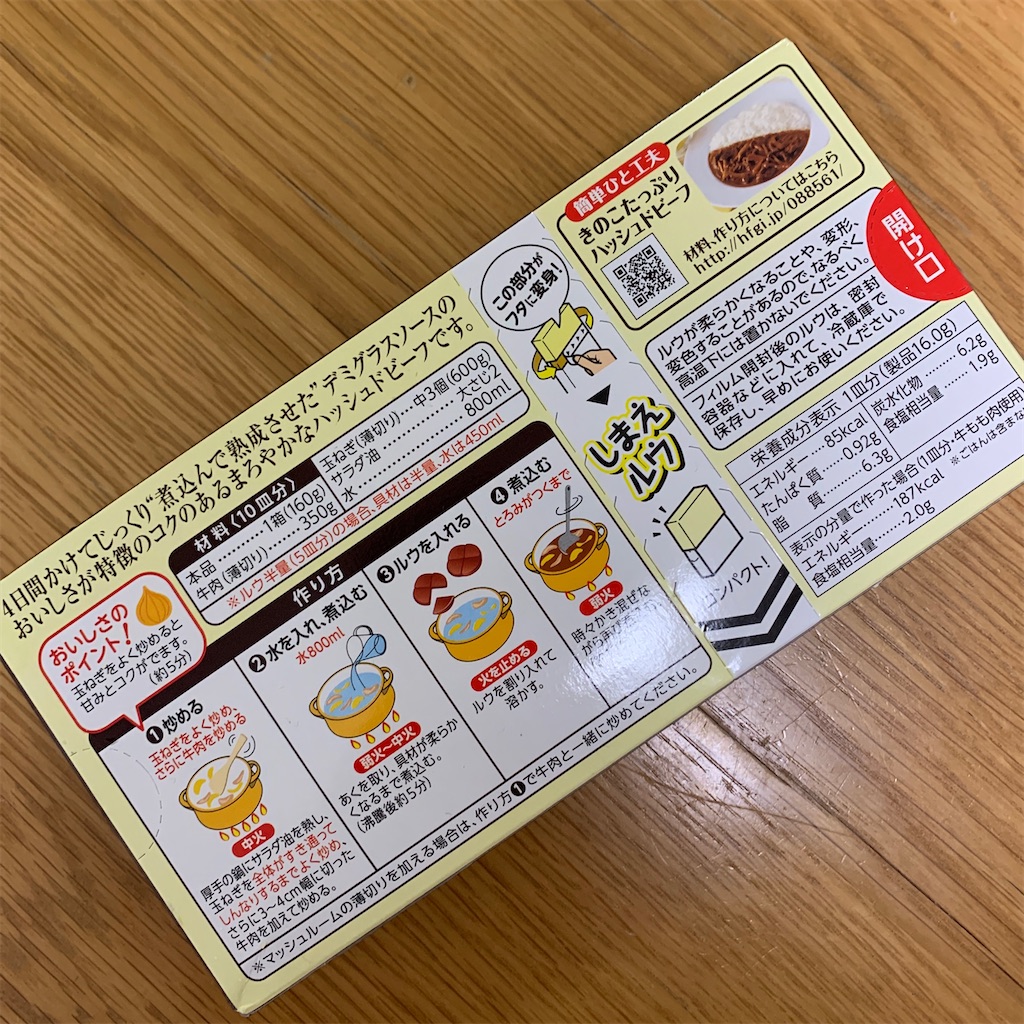 4日間かけてじっくり“煮込んで熟成させた”デミグラスソースの
おいしさが特徴のコクのあるまろやかなハッシュドビーフです。
材料〈10皿分〉
本品………1箱(160g)
牛肉(薄切り)……350g
玉ねぎ(薄切り)…中3個(600g)
サラダ油………大さじ2
水………800ml
※ルウ半量(5皿分)の場合、具材は半量、水は450ml
おいしさの
ポイント!
玉ねぎをよく炒めると
甘みとコクがでます。
(約5分)
作り方
❶炒める
玉ねぎをよく炒め、
さらに牛肉を炒める
中火
厚手の鍋にサラダ油を熱し、
玉ねぎを全体がすき通って
しんなりするまでよく炒め、
さらに3〜4cm幅に切った
牛肉を加えて炒める。
❷水を入れ、煮込む
水800ml
弱火〜中火
あくを取り、具材が柔らか
くなるまで煮込む。
(沸騰後約5分)
❸ルウを入れる
火を止める
ルウを割り入れて
溶かす。
❹煮込む
とろみがつくまで
弱火
時々かき混ぜな
※マッシュルームの薄切りを加える場合は、作り方❶で牛肉と一緒に炒めてください。
この部分が
フタに変身!
しまえ
ルウ
コンパクト!
簡単ひと工夫
きのこたっぷり
ハッシュドビーフ
材料、作り方についてはこちら
http://hfgi.jp/088561/
開け口
ルウが柔らかくなることや、変形、
変色することがあるので、なるべく
高温下には置かないでください。
フィルム開封後のルウは、密封
容器などに入れて、冷蔵庫で
保存し、早めにお使いください。
栄養成分表示 1皿分(製品16.0g)
エネルギー……85kcal
たんぱく質……0.92g
脂質……6.3g
炭水化物……6.2g
食塩相当量……1.9g
表示の分量で作った場合(1皿分・牛もも肉使用)
エネルギー……187kcal
食塩相当量……2.0g
※ごはんは含まな